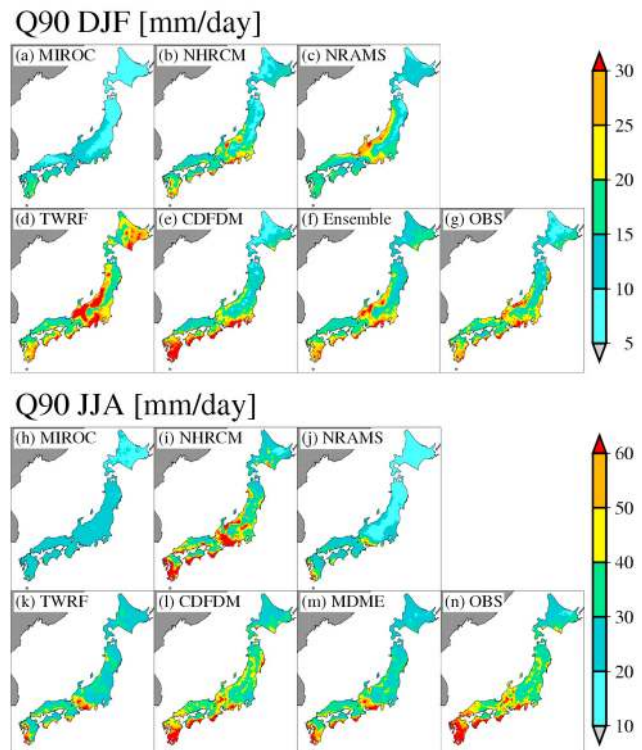 Q90 DJF [mm/day]
(a) MIROC (b) NHRCM (c) NRAMS
(d) TWRF (e) CDFDM (f) Ensemble (g) OBS
30
25
20
15
10
5
Q90 JJA [mm/day]
(h) MIROC (i) NHRCM (j) NRAMS
(k) TWRF (l) CDFDM (m) MDME (n) OBS
60
50
40
30
20
10